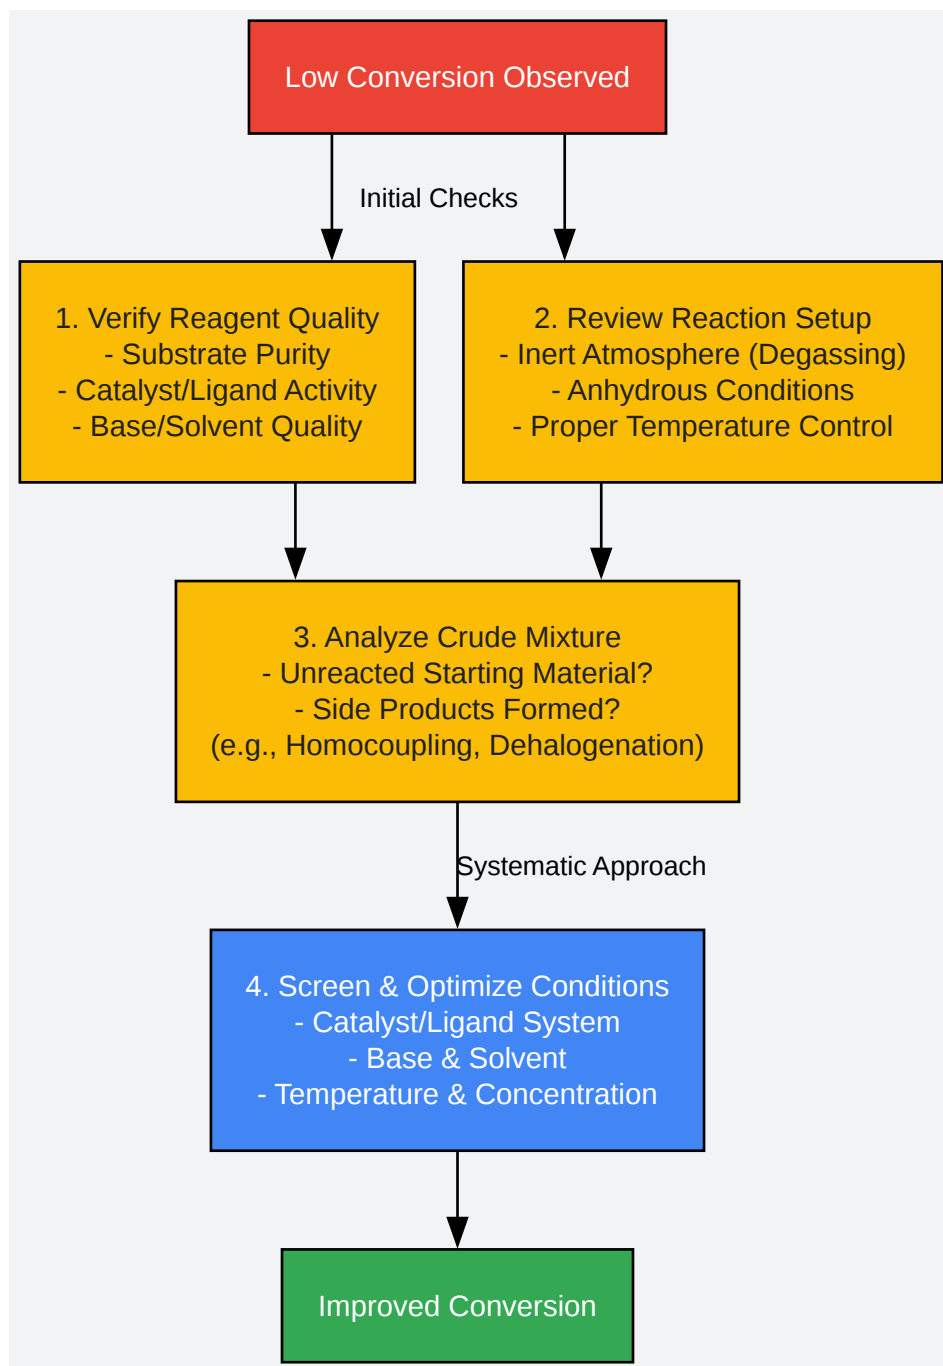 Low Conversion Observed
Initial Checks
1. Verify Reagent Quality
- Substrate Purity
- Catalyst/Ligand Activity
- Base/Solvent Quality
2. Review Reaction Setup
- Inert Atmosphere (Degassing)
- Anhydrous Conditions
- Proper Temperature Control
3. Analyze Crude Mixture
- Unreacted Starting Material?
- Side Products Formed?
(e.g., Homocoupling, Dehalogenation)
Systematic Approach
4. Screen & Optimize Conditions
- Catalyst/Ligand System
- Base & Solvent
- Temperature & Concentration
Improved Conversion